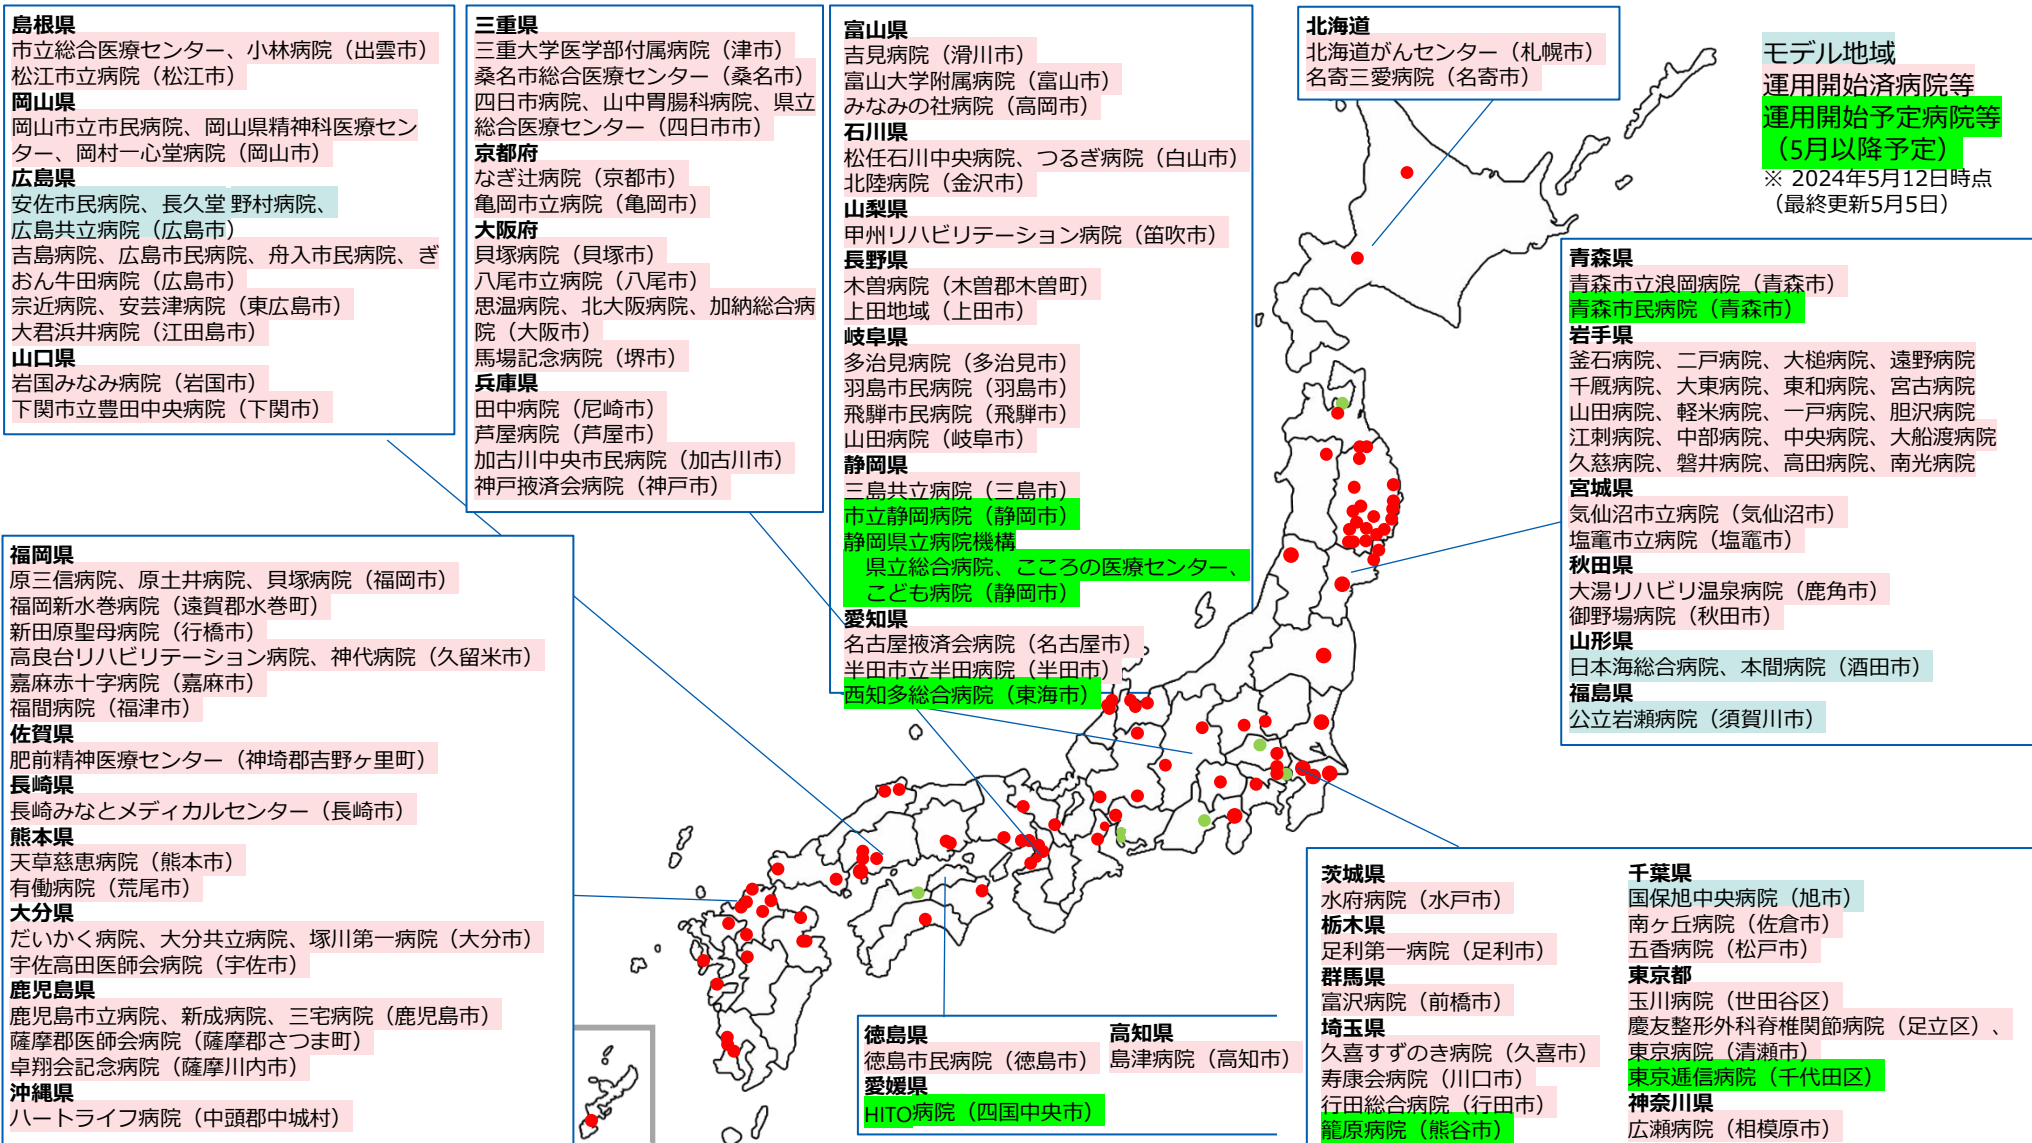 島根県
市立総合医療センター、小林病院（出雲市）
松江市立病院（松江市）
岡山県
岡山市立市民病院、岡山県精神科医療セン
ター、岡村一心堂病院（岡山市）
広島県
安佐市民病院、長久堂 野村病院、
広島共立病院（広島市）
吉島病院、広島市民病院、舟入市民病院、ぎ
おん牛田病院（広島市）
宗近病院、安芸津病院（東広島市）
大君浜井病院（江田島市）
山口県
岩国みなみ病院（岩国市）
下関市立豊田中央病院（下関市）
三重県
三重大学医学部付属病院（津市）
桑名市総合医療センター（桑名市）
四日市病院、山中胃腸科病院、県立
総合医療センター（四日市市）
京都府
なぎ辻病院（京都市）
亀岡市立病院（亀岡市）
大阪府
貝塚病院（貝塚市）
八尾市立病院（八尾市）
思温病院、北大阪病院、加納総合病
院（大阪市）
馬場記念病院（堺市）
兵庫県
田中病院（尼崎市）
芦屋病院（芦屋市）
加古川中央市民病院（加古川市）
神戸掖済会病院（神戸市）
富山県
吉見病院（滑川市）
富山大学附属病院（富山市）
みなみの社病院（高岡市）
石川県
松任石川中央病院、つるぎ病院（白山市）
北陸病院（金沢市）
山梨県
甲州リハビリテーション病院（笛吹市）
長野県
木曽病院（木曽郡木曽町）
上田地域（上田市）
岐阜県
多治見病院（多治見市）
羽島市民病院（羽島市）
飛騨市民病院（飛騨市）
山田病院（岐阜市）
静岡県
三島共立病院（三島市）
市立静岡病院（静岡市）
静岡県立病院機構
県立総合病院、こころの医療センター、
こども病院（静岡市）
愛知県
名古屋掖済会病院（名古屋市）
半田市立半田病院（半田市）
西知多総合病院（東海市）
北海道
北海道がんセンター（札幌市）
名寄三愛病院（名寄市）
モデル地域
運用開始済病院等
運用開始予定病院等
（5月以降予定）
※ 2024年5月12日時点
（最終更新5月5日）
青森県
青森市立浪岡病院（青森市）
青森市民病院（青森市）
岩手県
釜石病院、二戸病院、大槌病院、遠野病院
千厩病院、大東病院、東和病院、宮古病院
山田病院、軽米病院、一戸病院、胆沢病院
江刺病院、中部病院、中央病院、大船渡病院
久慈病院、磐井病院、高田病院、南光病院
宮城県
気仙沼市立病院（気仙沼市）
塩竈市立病院（塩竈市）
秋田県
大湯リハビリ温泉病院（鹿角市）
御野場病院（秋田市）
山形県
日本海総合病院、本間病院（酒田市）
福島県
公立岩瀬病院（須賀川市）
福岡県
原三信病院、原土井病院、貝塚病院（福岡市）
福岡新水巻病院（遠賀郡水巻町）
新田原聖母病院（行橋市）
高良台リハビリテーション病院、神代病院（久留米市）
嘉麻赤十字病院（嘉麻市）
福間病院（福津市）
佐賀県
肥前精神医療センター（神埼郡吉野ヶ里町）
長崎県
長崎みなとメディカルセンター（長崎市）
熊本県
天草慈恵病院（熊本市）
有働病院（荒尾市）
大分県
だいかく病院、大分共立病院、塚川第一病院（大分市）
宇佐高田医師会病院（宇佐市）
鹿児島県
鹿児島市立病院、新成病院、三宅病院（鹿児島市）
薩摩郡医師会病院（薩摩郡さつま町）
卓翔会記念病院（薩摩川内市）
沖縄県
ハートライフ病院（中頭郡中城村）
徳島県
徳島市民病院（徳島市）
愛媛県
HITO病院（四国中央市）
高知県
島津病院（高知市）
茨城県
水府病院（水戸市）
栃木県
足利第一病院（足利市）
群馬県
富沢病院（前橋市）
埼玉県
久喜すずのき病院（久喜市）
寿康会病院（川口市）
行田総合病院（行田市）
籠原病院（熊谷市）
千葉県
国保旭中央病院（旭市）
南ヶ丘病院（佐倉市）
五香病院（松戸市）
東京都
玉川病院（世田谷区）
慶友整形外科脊椎関節病院（足立区）、
東京病院（清瀬市）
東京逓信病院（千代田区）
神奈川県
広瀬病院（相模原市）